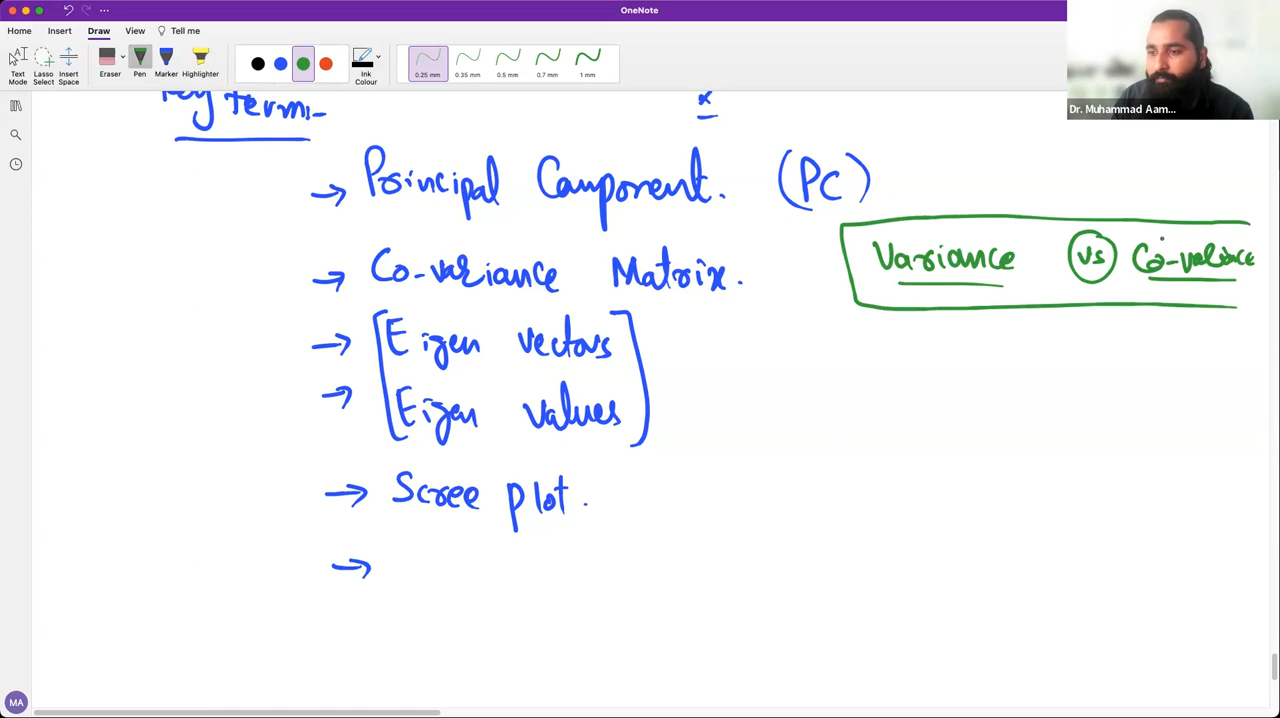 OneNote
Home Insert Draw View Tell me
Text Mode
Lasso Select
Insert Space
Eraser
Pen
Marker
Highlighter
Ink Colour
0.25 mm
0.35 mm
0.5 mm
0.7 mm
1 mm
Dr. Muhammad Aam...
Key Term.
→ Principal Component. (PC)
Variance vs Co-variance
→ Co-variance Matrix.
→ Eigen vectors
→ Eigen values
→ Scree plot.
→
MA